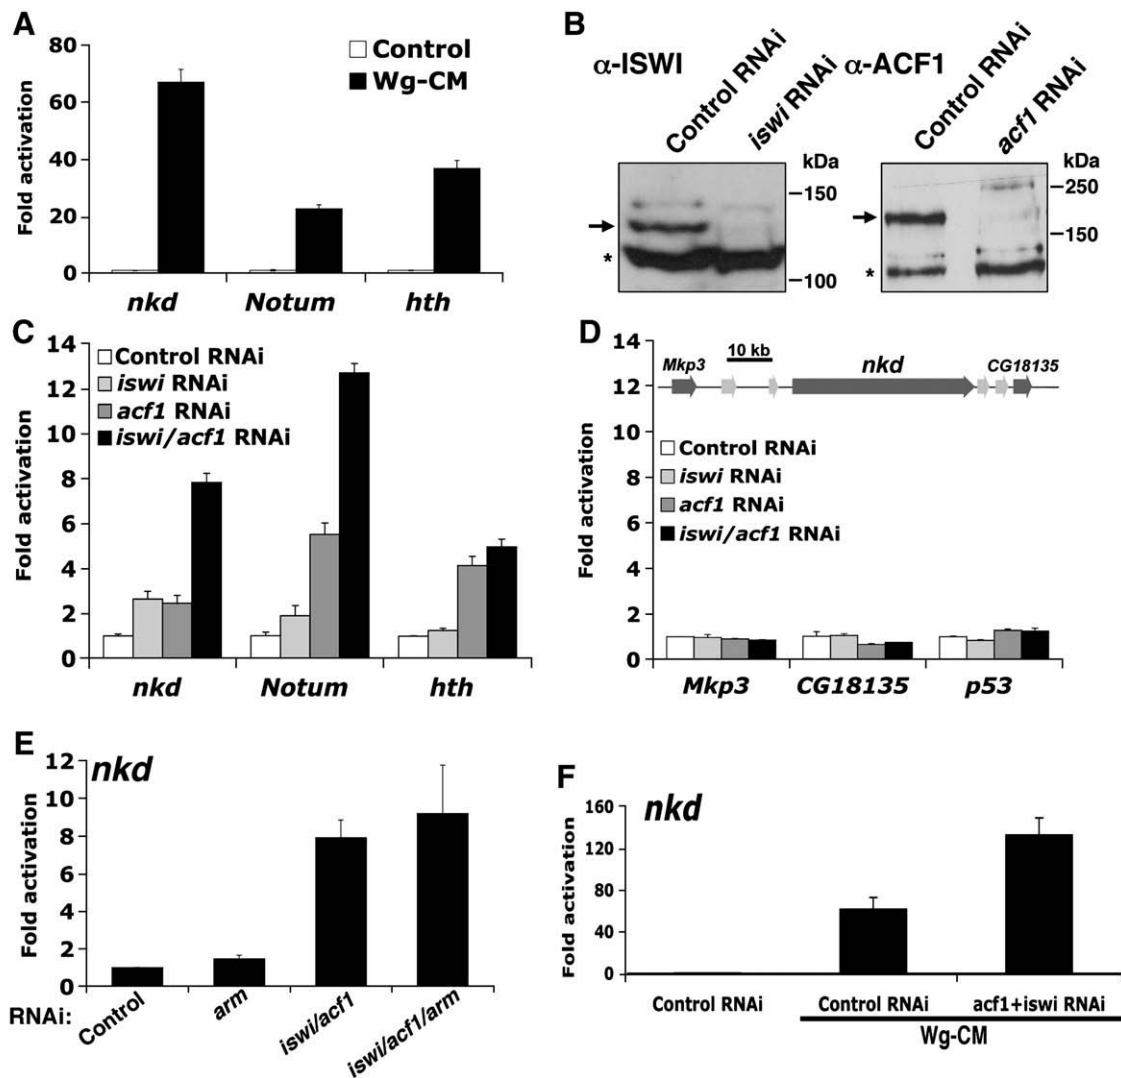 A
Fold activation
80
60
40
20
0
Control
Wg-CM
nkd Notum hth
B
α-ISWI
Control RNAi
iswi RNAi
kDa
150
*
100
α-ACF1
Control RNAi
acf1 RNAi
kDa
250
150
*
C
Fold activation
14
12
10
8
6
4
2
0
Control RNAi
iswi RNAi
acf1 RNAi
iswi/acf1 RNAi
nkd Notum hth
D
Fold activation
14
12
10
8
6
4
2
0
Mkp3 10 kb nkd CG18135
Control RNAi
iswi RNAi
acf1 RNAi
iswi/acf1 RNAi
Mkp3 CG18135 p53
E
nkd
Fold activation
12
10
8
6
4
2
0
RNAi:
Control
arm
iswi/acf1
iswi/acf1/arm
F
nkd
Fold activation
160
120
80
40
0
Control RNAi Control RNAi acf1+iswi RNAi
Wg-CM